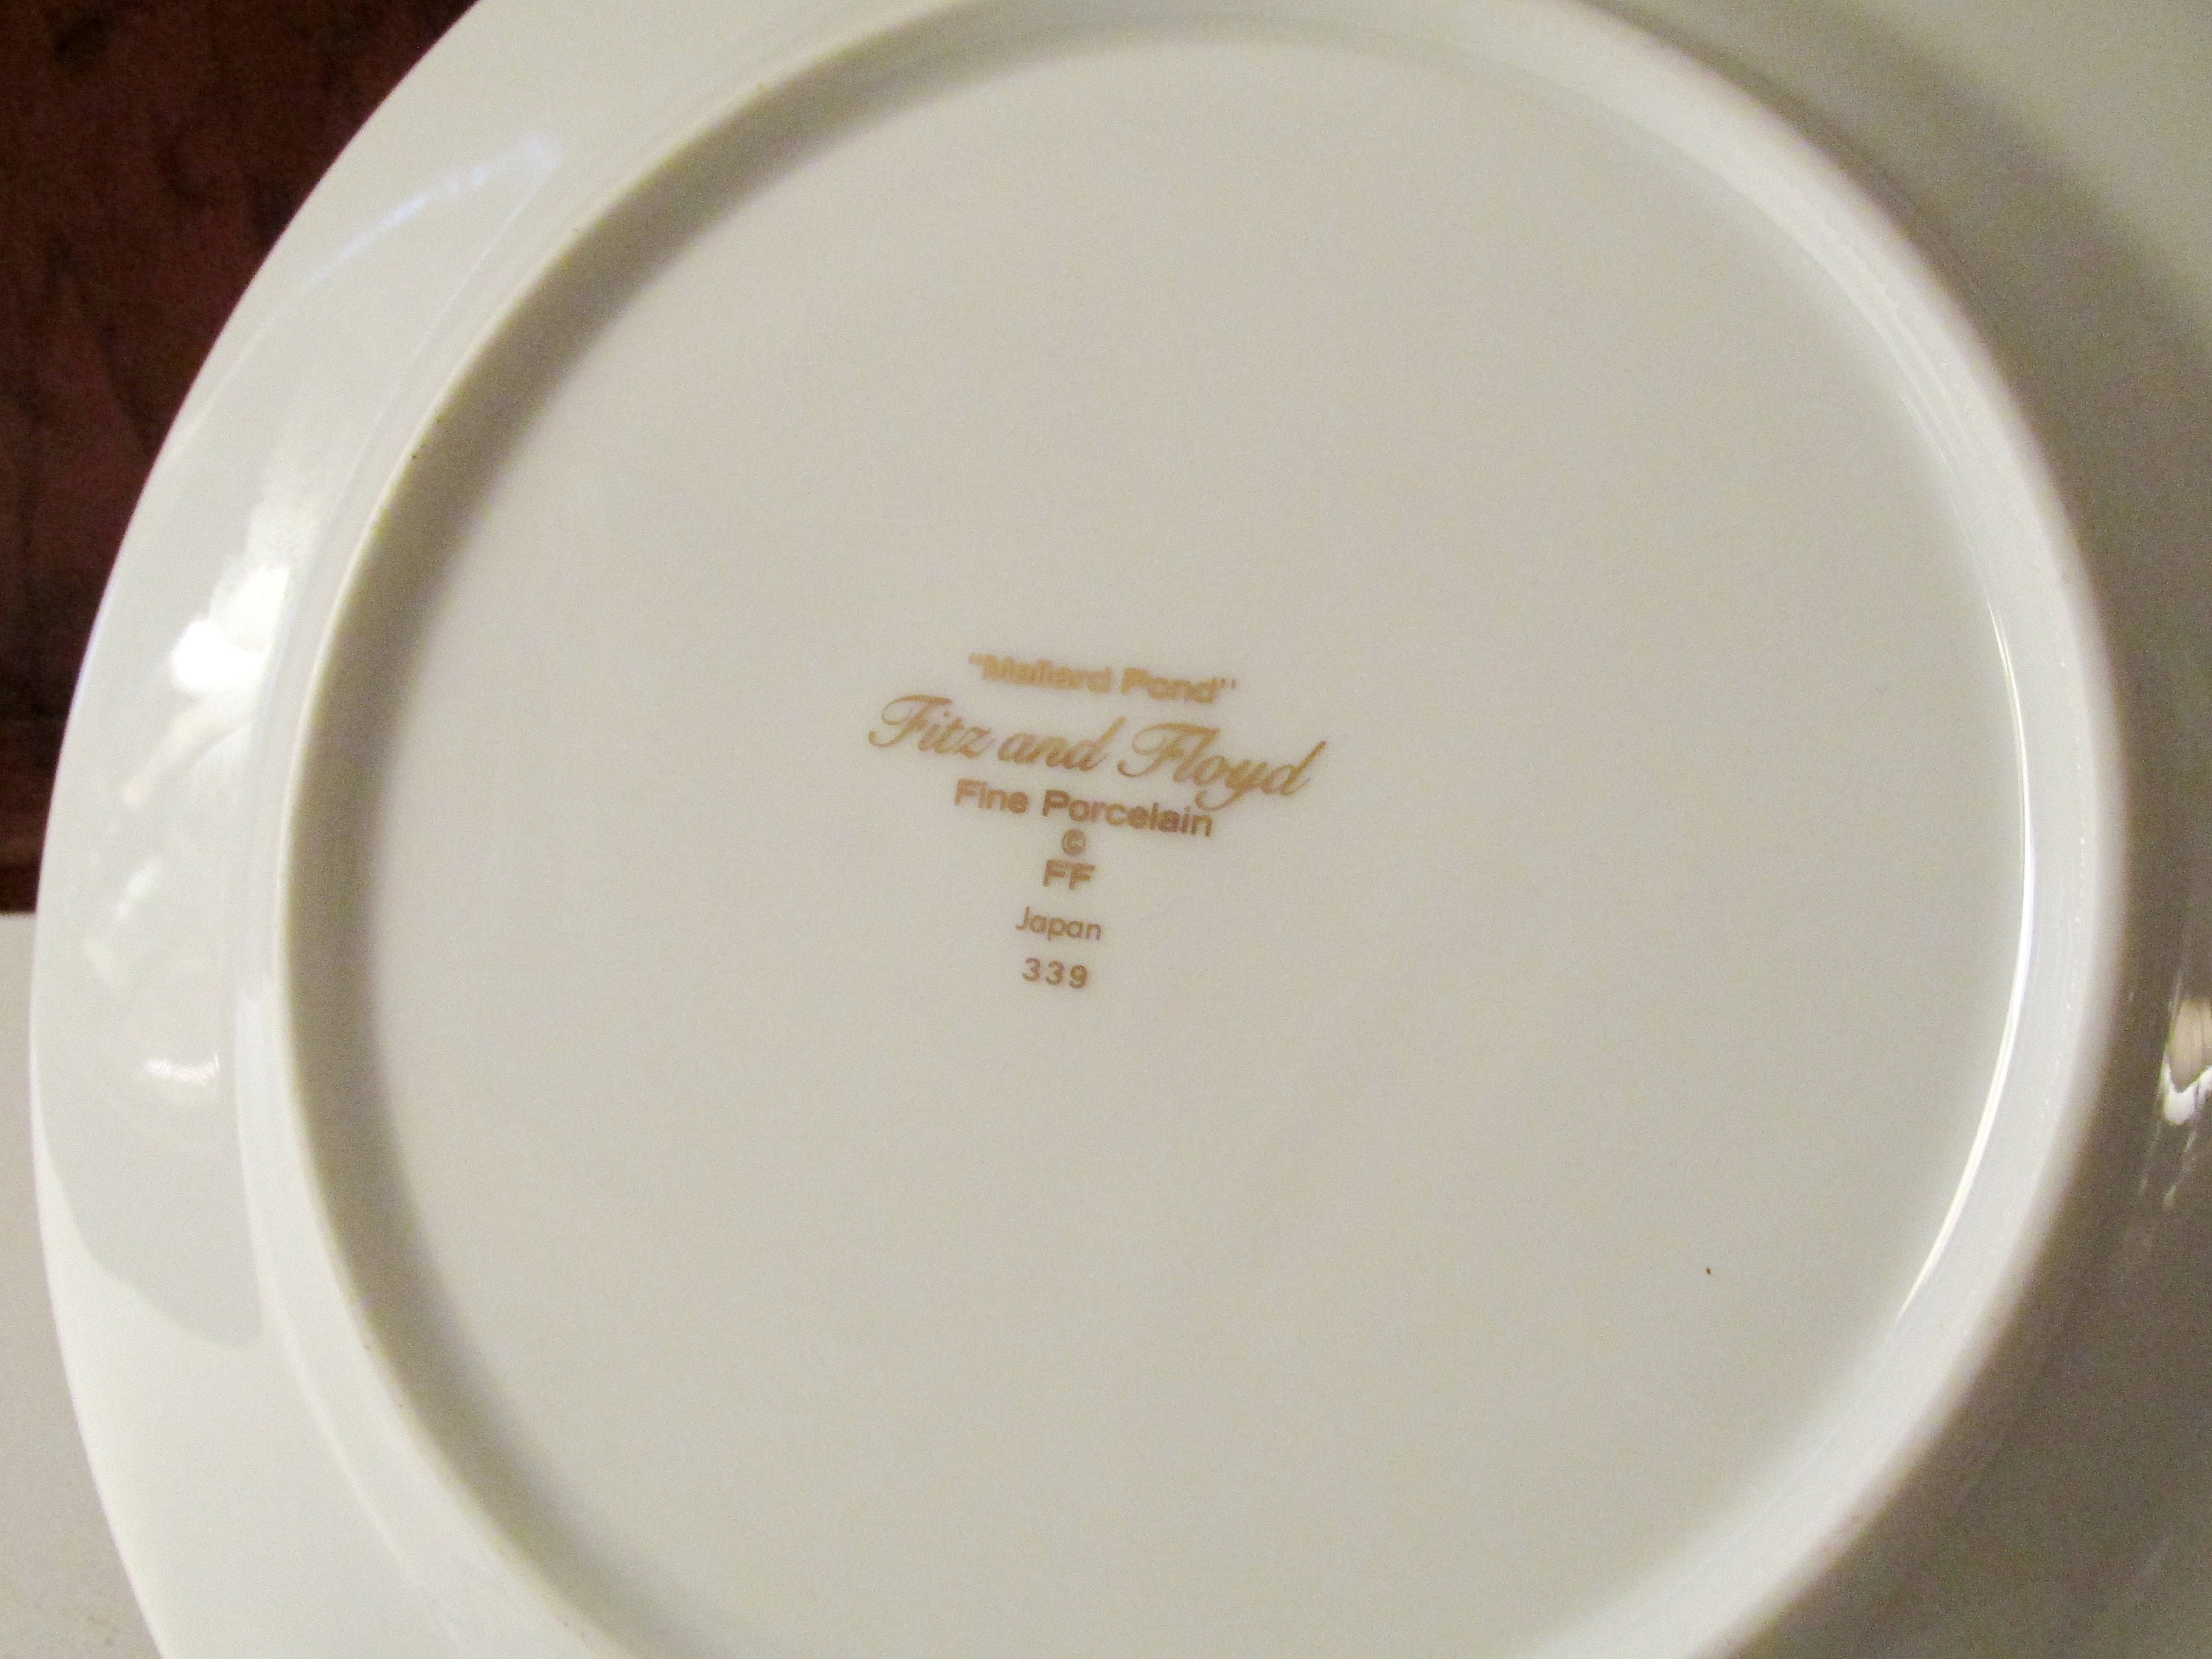 "Mallard Pond"
Fitz and Floyd
Fine Porcelain
©
FF
Japan
339